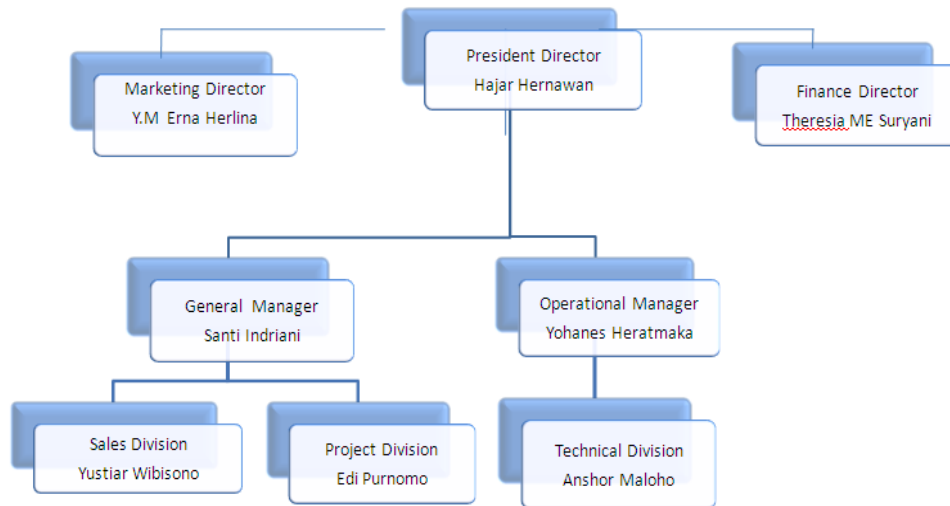 President Director
Hajar Hernawan
Marketing Director
Y.M Erna Herlina
Finance Director
Theresia ME Suryani
General Manager
Santi Indriani
Operational Manager
Yohanes Heratmaka
Sales Division
Yustiar Wibisono
Project Division
Edi Purnomo
Technical Division
Anshor Maloho